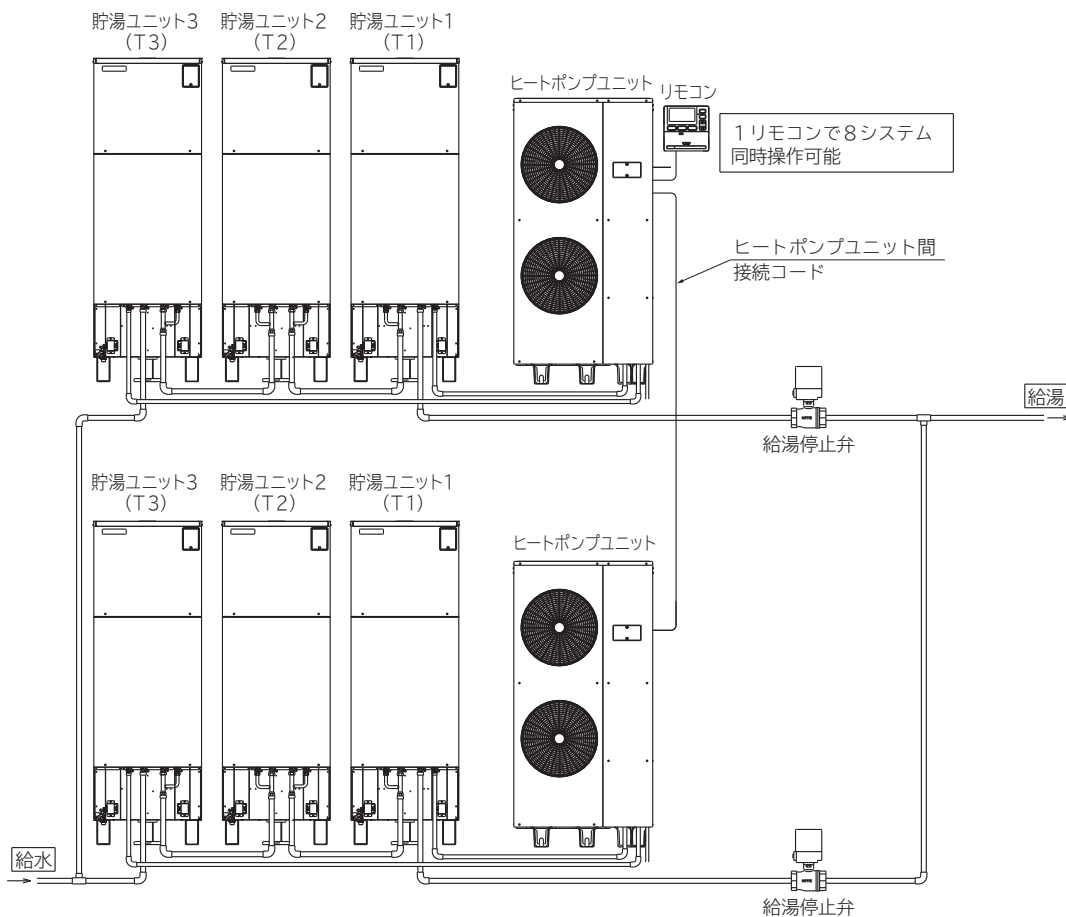 貯湯ユニット3
(T3)
貯湯ユニット2
(T2)
貯湯ユニット1
(T1)
ヒートポンプユニット
リモコン
1リモコンで8システム
同時操作可能
ヒートポンプユニット間
接続コード
給湯
給湯停止弁
貯湯ユニット3
(T3)
貯湯ユニット2
(T2)
貯湯ユニット1
(T1)
ヒートポンプユニット
給水
給湯停止弁